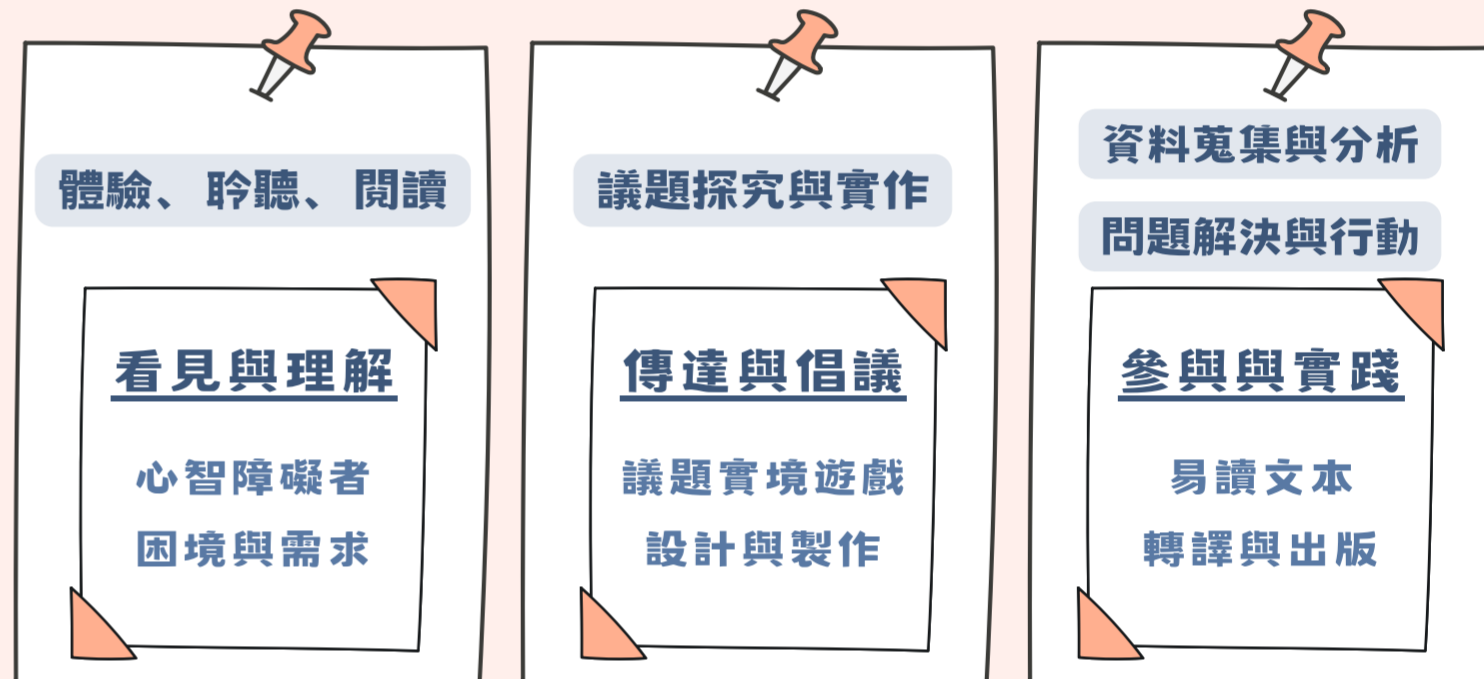 體驗、聆聽、閱讀
看見與理解
心智障礙者
困境與需求
議題探究與實作
傳達與倡議
議題實境遊戲
設計與製作
資料蒐集與分析
問題解決與行動
參與與實踐
易讀文本
轉譯與出版